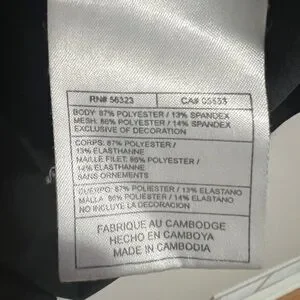 RN# 56323 CA# 05553
BODY: 87% POLYESTER / 13% SPANDEX
MESH: 86% POLYESTER / 14% SPANDEX
EXCLUSIVE OF DECORATION
CORPS: 87% POLYESTER /
13% ELASTHANNE
MAILLE FILET: 86% POLYESTER /
14% ELASTHANNE
SANS ORNEMENTS
CUERPO: 87% POLIESTER / 13% ELASTANO
MALLA: 86% POLIESTER / 14% ELASTANO
NO INCLUYE LA DECORACION
FABRIQUE AU CAMBODGE
HECHO EN CAMBOYA
MADE IN CAMBODIA